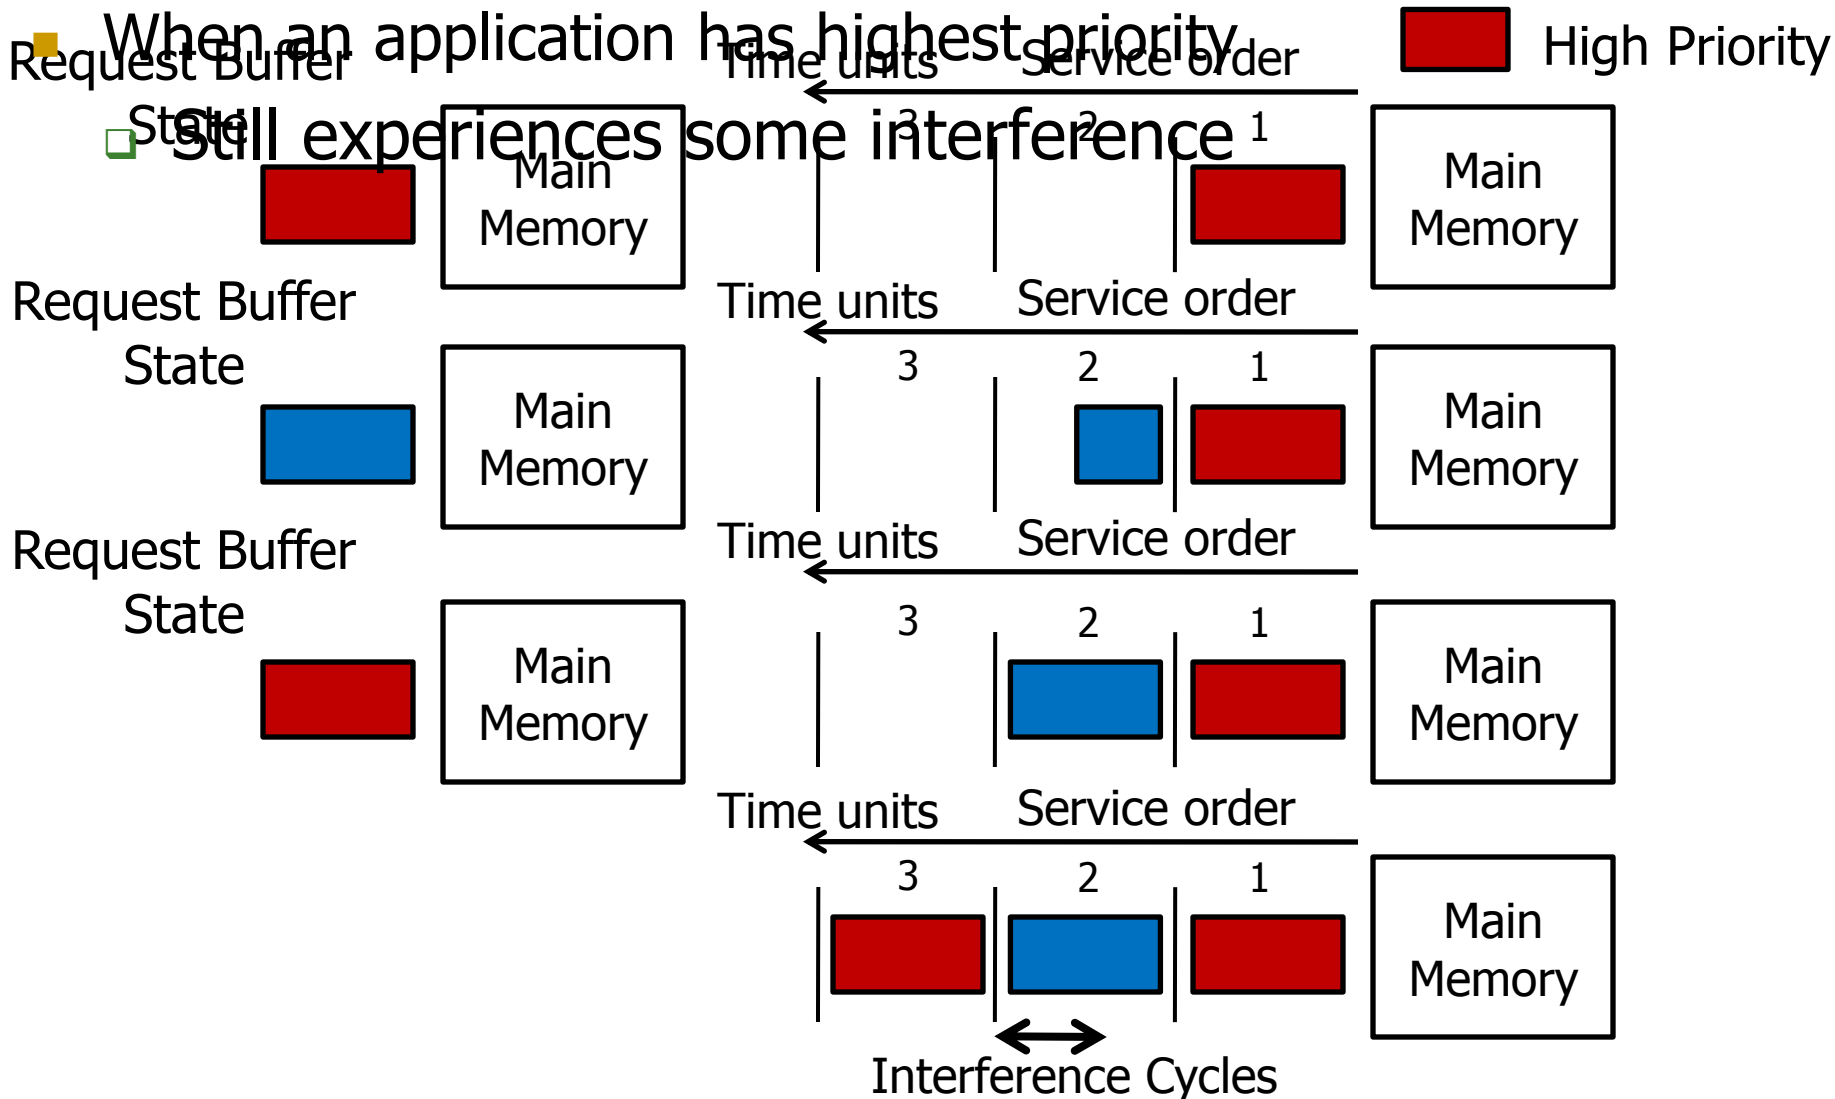 When an application has highest priority
Still experiences some interference
High Priority
Request Buffer
State
Main
Memory
Time units
Service order
3
2
1
Main
Memory
Request Buffer
State
Main
Memory
Time units
Service order
3
2
1
Main
Memory
Request Buffer
State
Main
Memory
Time units
Service order
3
2
1
Main
Memory
Time units
Service order
3
2
1
Main
Memory
Interference Cycles